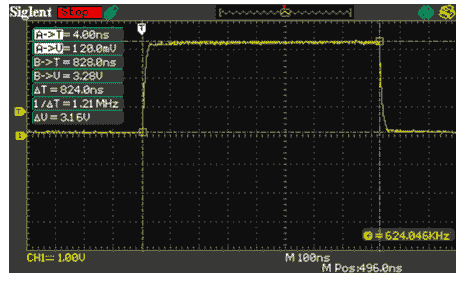 Siglent Stop
T
A->T = 4.00ns
A->V = 120.0mV
B->T = 828.0ns
B->V = 3.28V
ΔT = 824.0ns
1/ΔT = 1.21 MHz
ΔV = 3.16V
T
1
= 624.046KHz
CH1= 1.00V
M 100ns
M Pos:496.0ns